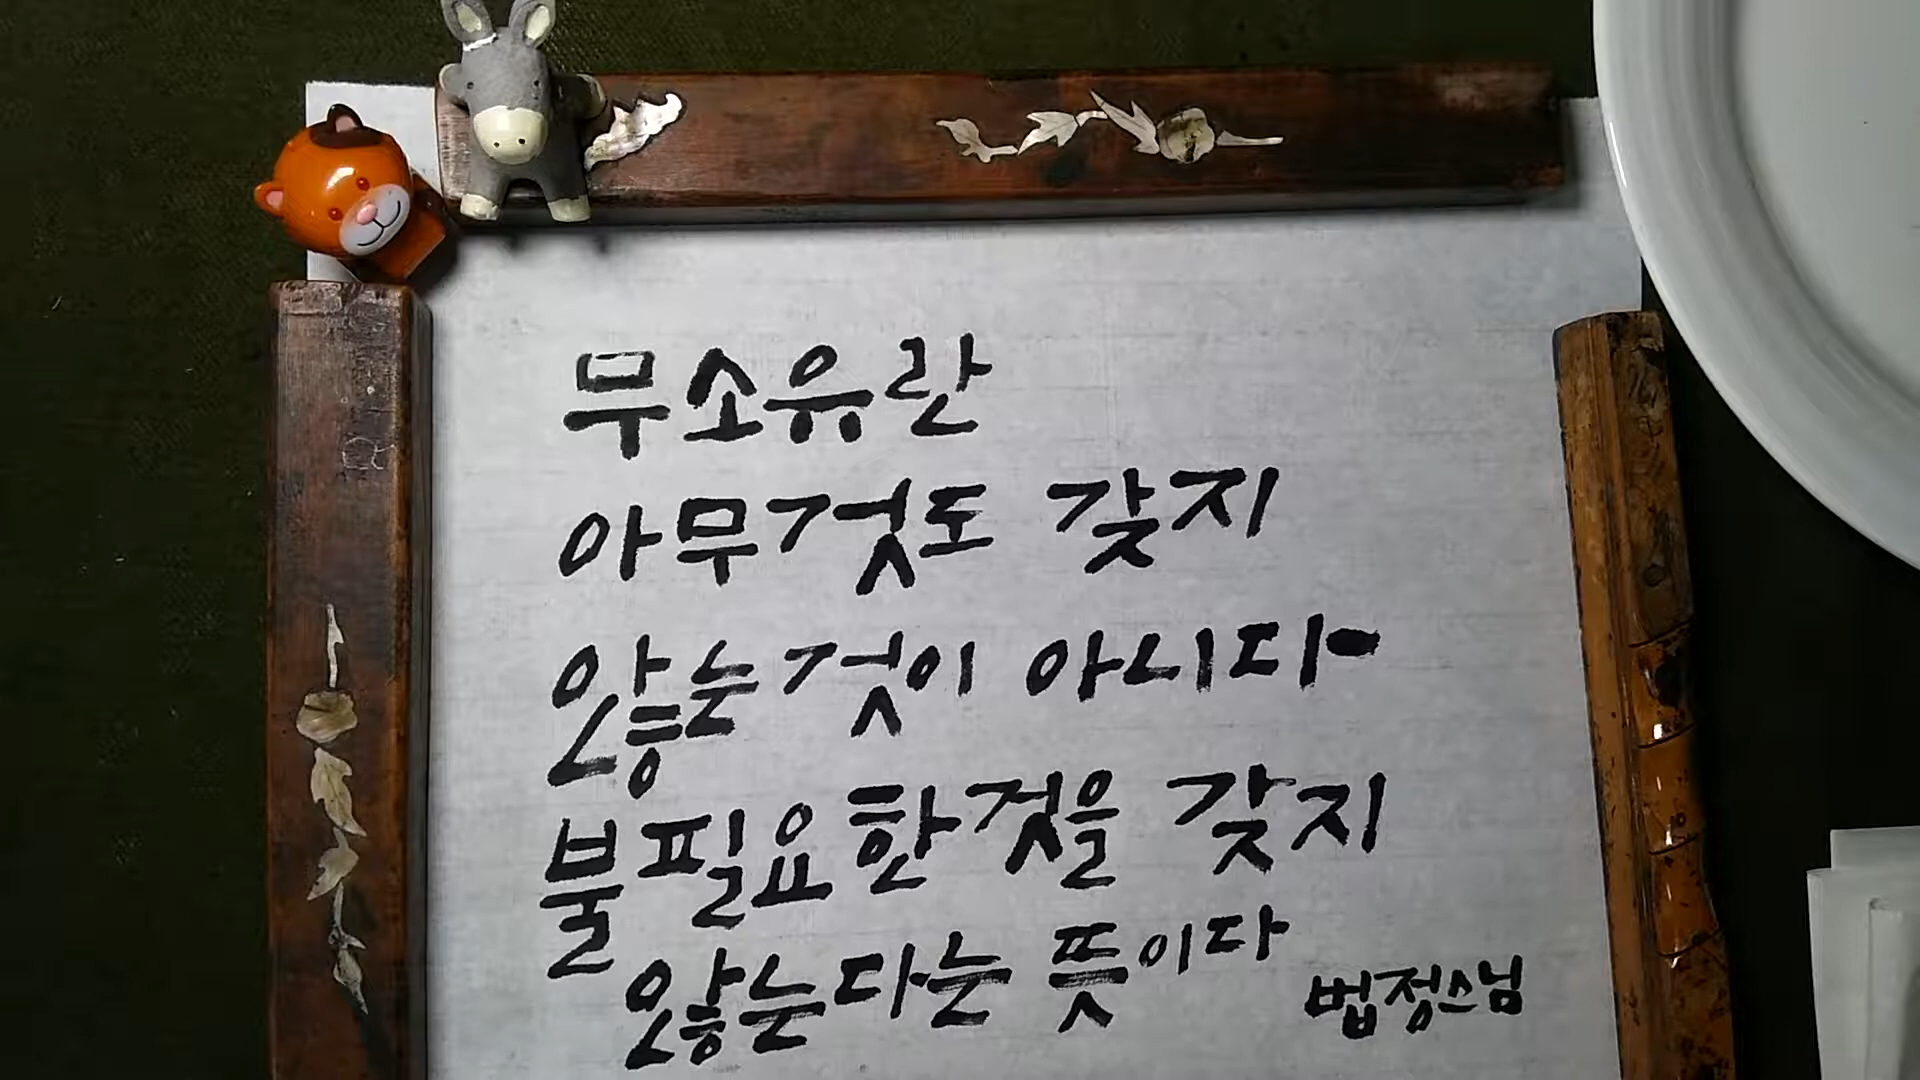 무소유란
아무것도 갖지
않는것이 아니다
불필요한것을 갖지
않는다는 뜻이다
법정스님